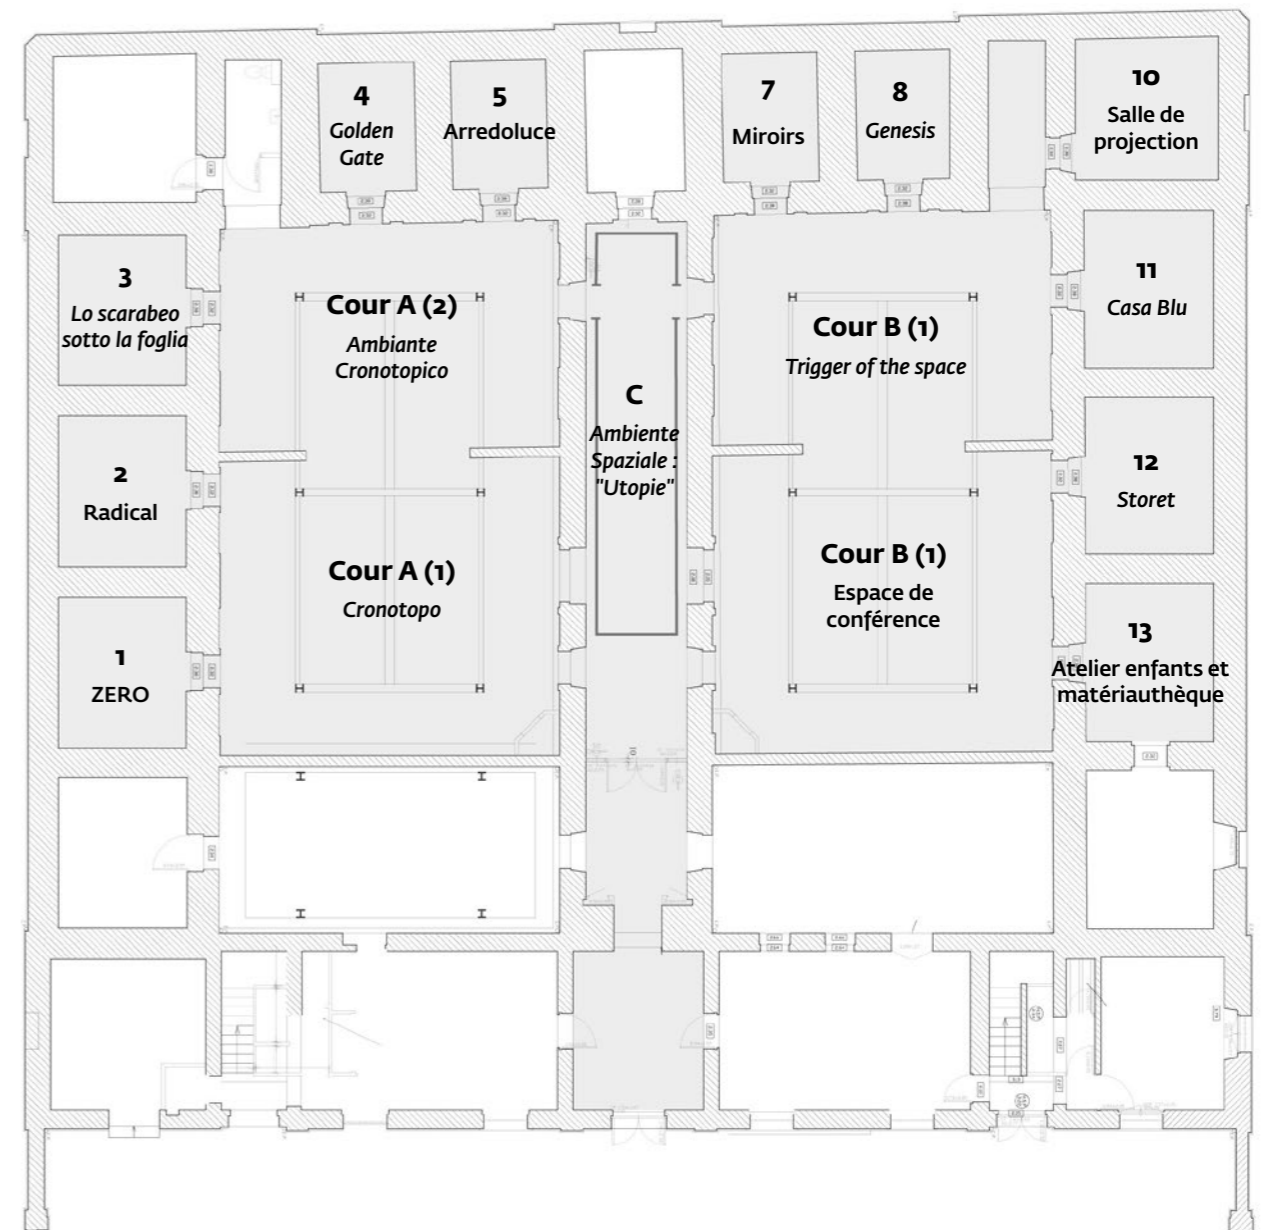 4
Golden
Gate
5
Arredoluce
7
Miroirs
8
Genesis
10
Salle de
projection
3
Lo scarabeo
sotto la foglia
Cour A (2)
Ambiante
Cronotopico
C
Ambiente
Spaziale :
"Utopie"
Cour B (1)
Trigger of the space
11
Casa Blu
2
Radical
12
Storet
Cour A (1)
Cronotopo
Cour B (1)
Espace de
conférence
1
ZERO
13
Atelier enfants et
matériauthèque